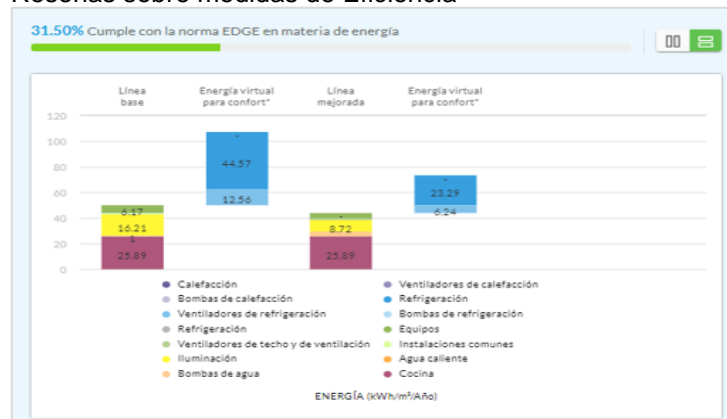 Reseñas sobre medidas de Eficiencia
31.50% Cumple con la norma EDGE en materia de energía
Línea base
Energía virtual para confort*
Línea mejorada
Energía virtual para confort*
120
100
80
60
40
20
0
6.17
16.21
1
25.89
-
44.57
12.56
-
8.72
25.89
-
23.29
6.24
Calefacción
Ventiladores de calefacción
Bombas de calefacción
Refrigeración
Ventiladores de refrigeración
Bombas de refrigeración
Refrigeración
Equipos
Ventiladores de techo y de ventilación
Instalaciones comunes
Iluminación
Agua caliente
Bombas de agua
Cocina
ENERGÍA (kWh/m²/Año)